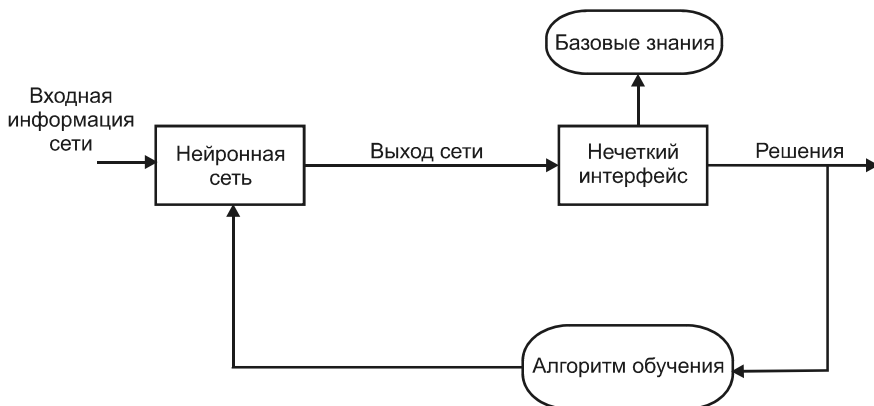 Базовые знания
Входная
информация
сети
Нейронная
сеть
Выход сети
Нечеткий
интерфейс
Решения
Алгоритм обучения